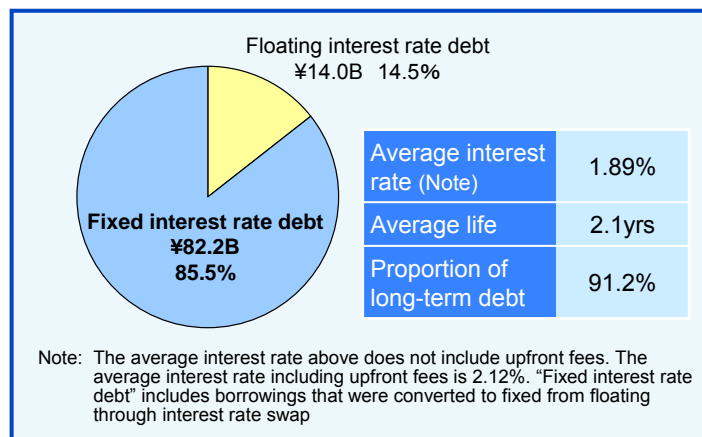 Floating interest rate debt
¥14.0B 14.5%
Fixed interest rate debt
¥82.2B
85.5%
Average interest
rate (Note)
1.89%
Average life
2.1yrs
Proportion of
long-term debt
91.2%
Note: The average interest rate above does not include upfront fees. The
average interest rate including upfront fees is 2.12%. “Fixed interest rate
debt” includes borrowings that were converted to fixed from floating
through interest rate swap